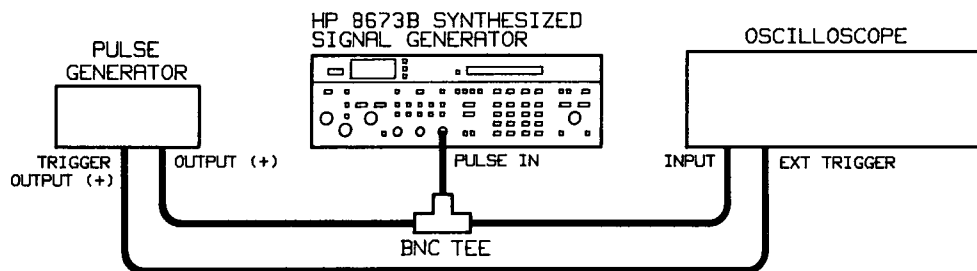 HP 8673B SYNTHESIZED
SIGNAL GENERATOR
PULSE
GENERATOR
OSCILLOSCOPE
TRIGGER
OUTPUT (+)
OUTPUT (+)
PULSE IN
INPUT
EXT TRIGGER
BNC TEE